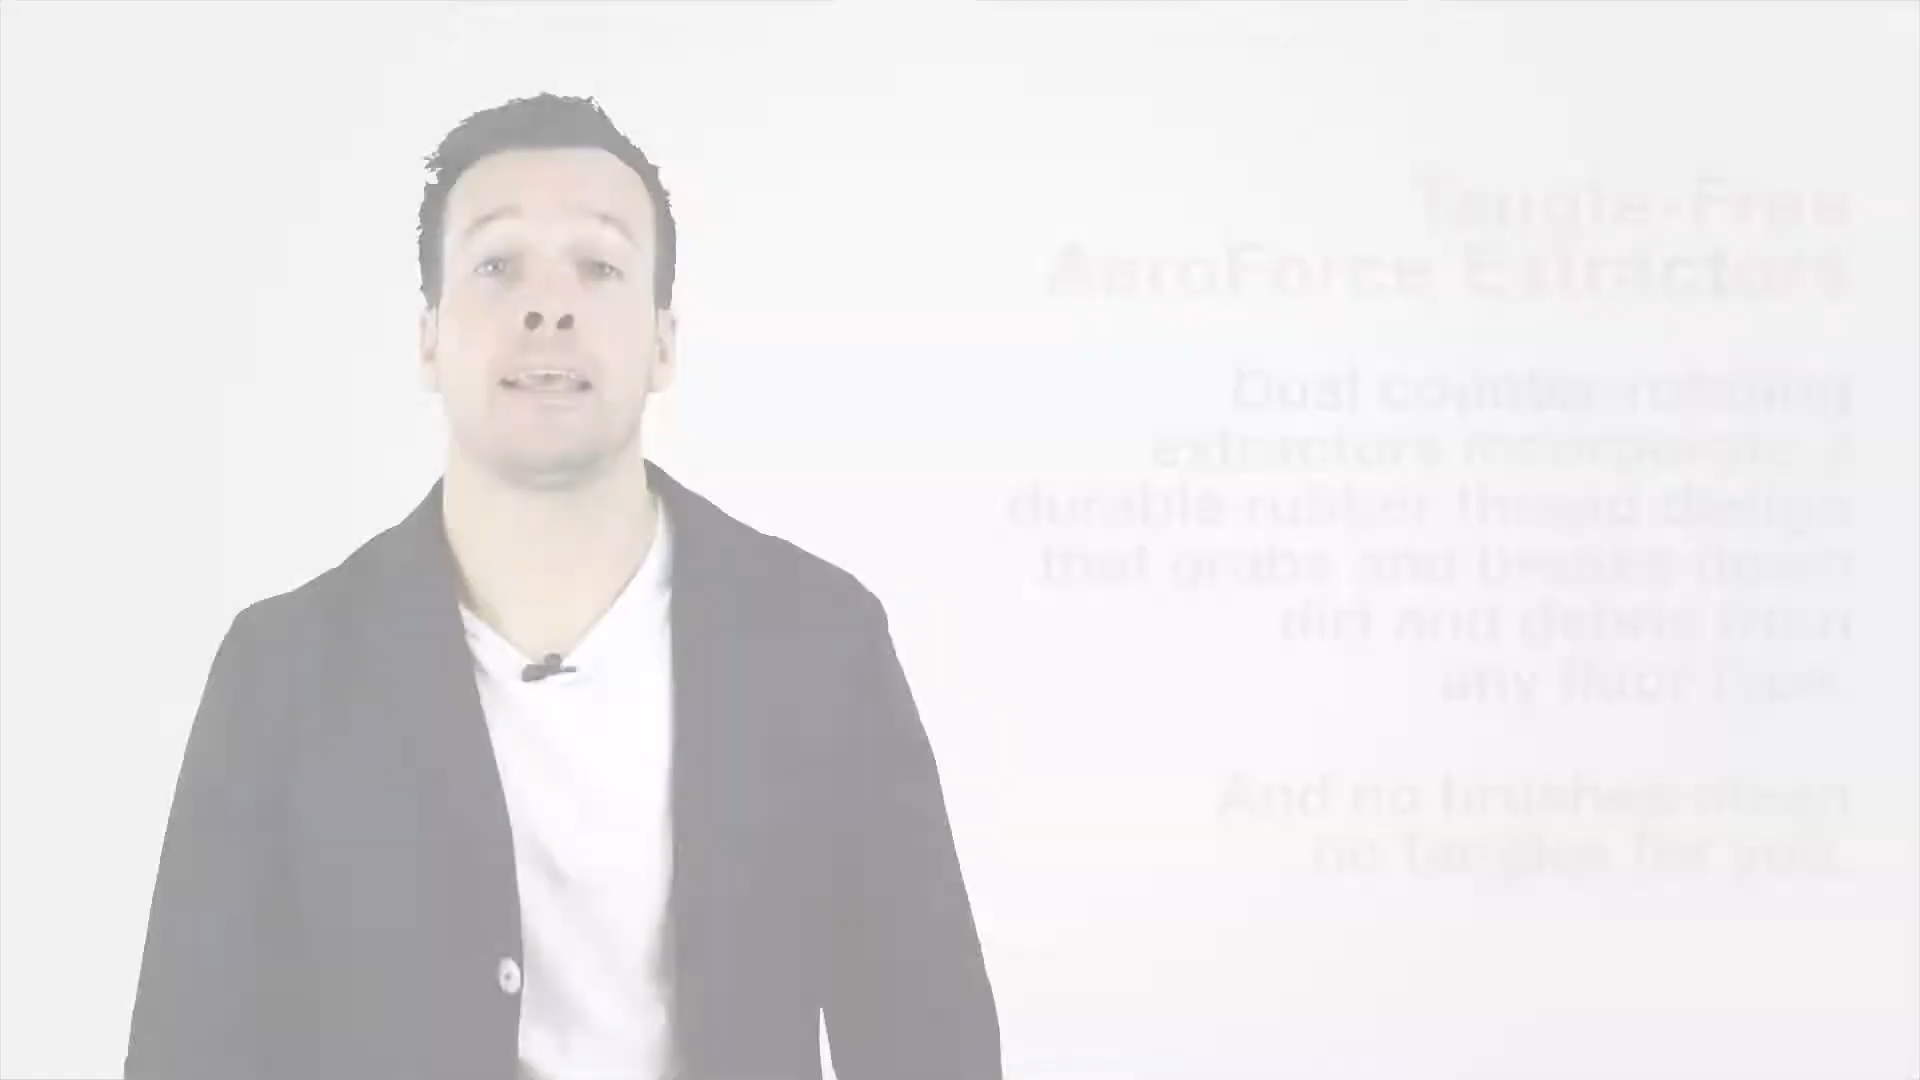 Tangle-Free
AeroForce Extractors
Dual counter-rotating
extractors incorporate a
durable rubber tinged design
that grabs and breaks down
dirt and debris from
any floor type.
And no brushes mean
no tangles for you.